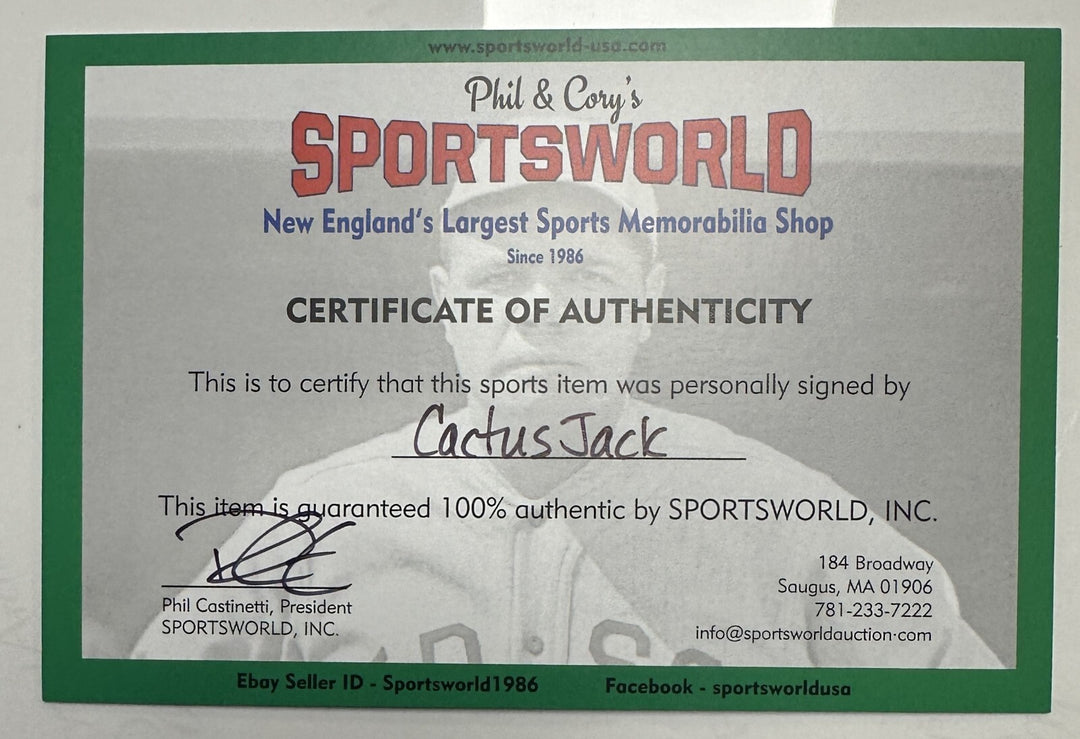 www.sportsworld-usa.com
Phil & Cory's
SPORTSWORLD
New England's Largest Sports Memorabilia Shop
Since 1986
CERTIFICATE OF AUTHENTICITY
This is to certify that this sports item was personally signed by
Cactus Jack
This item is guaranteed 100% authentic by SPORTSWORLD, INC.
Phil Castinetti, President
SPORTSWORLD, INC.
184 Broadway
Saugus, MA 01906
781-233-7222
info@sportsworldauction.com
Ebay Seller ID - Sportsworld1986
Facebook - sportsworldusa